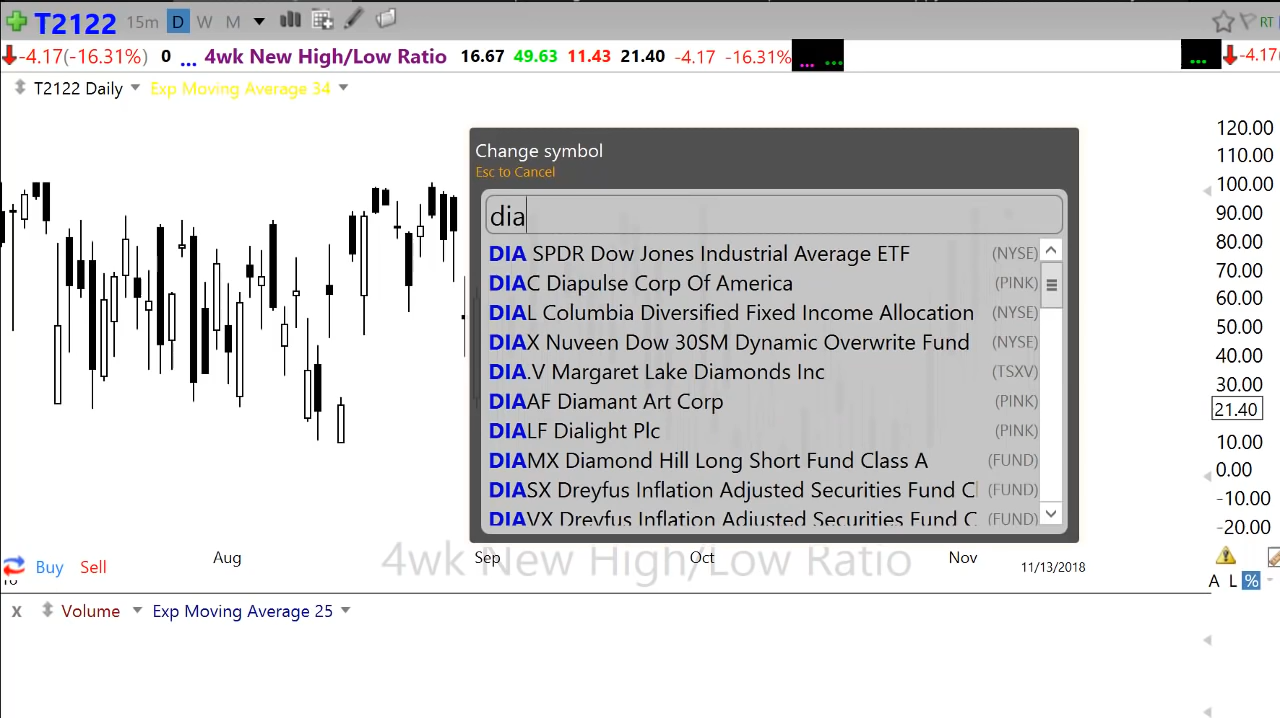 T2122 15m D W M RT
-4.17(-16.31%) 0 ... 4wk New High/Low Ratio 16.67 49.63 11.43 21.40 -4.17 -16.31% ... ... ... -4.17(
T2122 Daily Exp Moving Average 34
Change symbol
Esc to Cancel
dia
DIA SPDR Dow Jones Industrial Average ETF (NYSE)
DIAC Diapulse Corp Of America (PINK)
DIAL Columbia Diversified Fixed Income Allocation (NYSE)
DIAX Nuveen Dow 30SM Dynamic Overwrite Fund (NYSE)
DIA.V Margaret Lake Diamonds Inc (TSXV)
DIAAF Diamant Art Corp (PINK)
DIALF Dialight Plc (PINK)
DIAMX Diamond Hill Long Short Fund Class A (FUND)
DIASX Dreyfus Inflation Adjusted Securities Fund Cl (FUND)
DIAVX Dreyfus Inflation Adjusted Securities Fund C (FUND)
120.00
110.00
100.00
90.00
80.00
70.00
60.00
50.00
40.00
30.00
21.40
10.00
0.00
-10.00
-20.00
4wk New High/Low Ratio
Aug Sep Oct Nov 11/13/2018
Buy Sell
A L %
X Volume Exp Moving Average 25